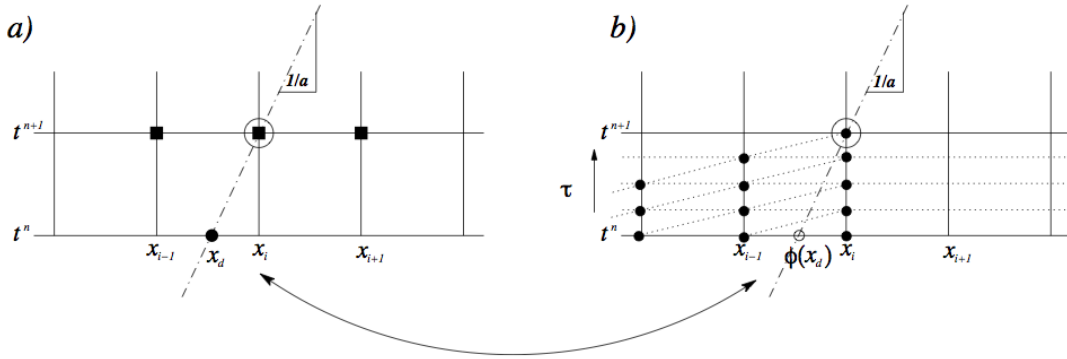 a)
1/a
t^{n+1}
t^n
x_{i-1}
x_d
x_i
x_{i+1}
b)
1/a
t^{n+1}
τ
t^n
x_{i-1}
ϕ(x_d)
x_i
x_{i+1}